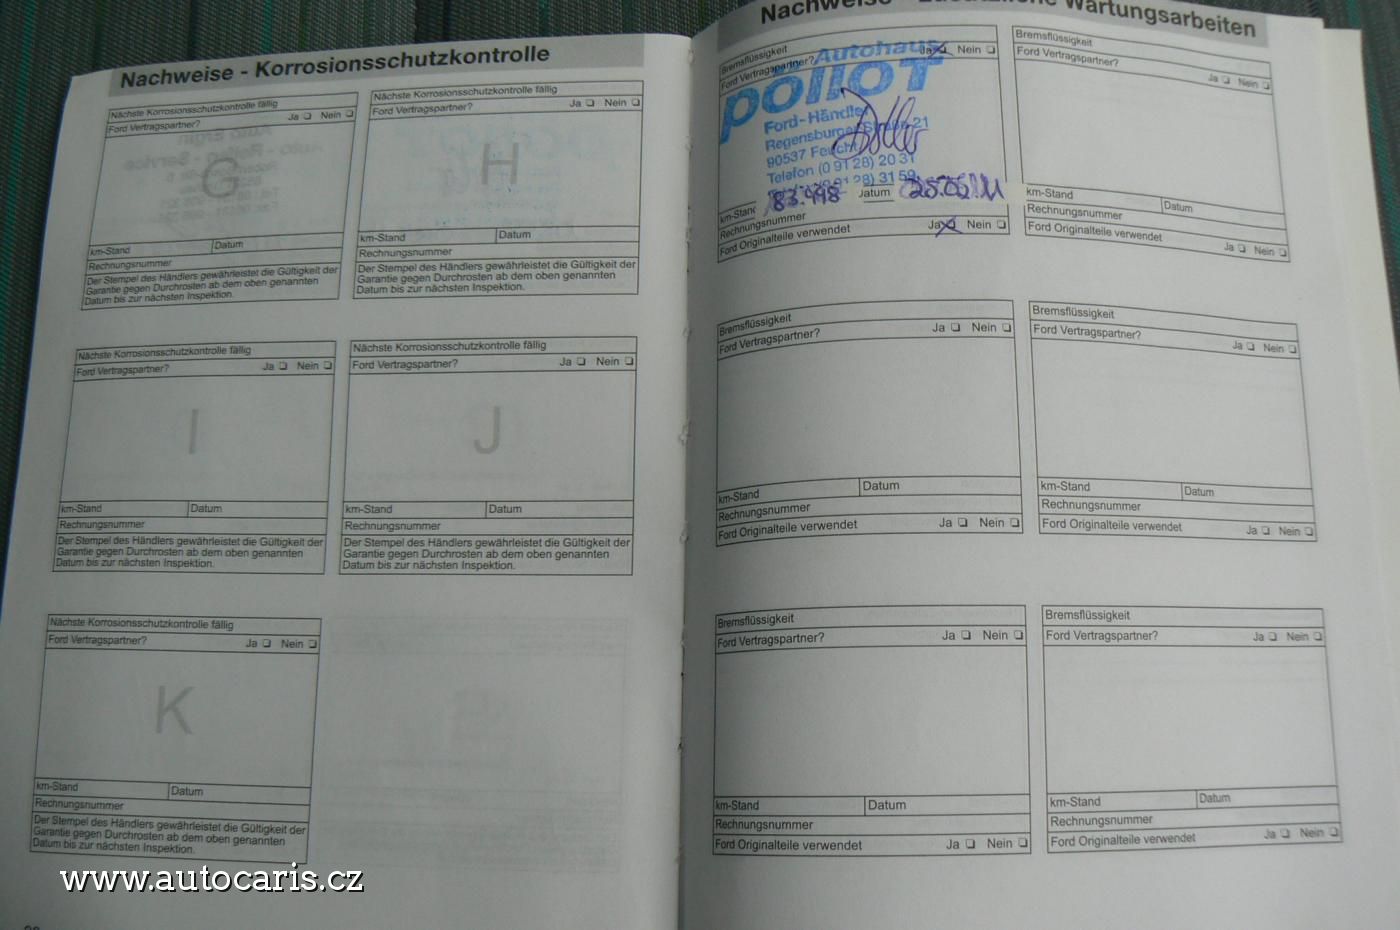 Nachweise - Korrosionsschutzkontrolle
Nächste Korrosionsschutzkontrolle fällig
Ford Vertragspartner? Ja Nein
G
km-Stand Datum
Rechnungsnummer
Der Stempel des Händlers gewährleistet die Gültigkeit der
Garantie gegen Durchrosten ab dem oben genannten
Datum bis zur nächsten Inspektion.
Nächste Korrosionsschutzkontrolle fällig
Ford Vertragspartner? Ja Nein
H
km-Stand Datum
Rechnungsnummer
Der Stempel des Händlers gewährleistet die Gültigkeit der
Garantie gegen Durchrosten ab dem oben genannten
Datum bis zur nächsten Inspektion.
Nächste Korrosionsschutzkontrolle fällig
Ford Vertragspartner? Ja Nein
I
km-Stand Datum
Rechnungsnummer
Der Stempel des Händlers gewährleistet die Gültigkeit der
Garantie gegen Durchrosten ab dem oben genannten
Datum bis zur nächsten Inspektion.
Nächste Korrosionsschutzkontrolle fällig
Ford Vertragspartner? Ja Nein
J
km-Stand Datum
Rechnungsnummer
Der Stempel des Händlers gewährleistet die Gültigkeit der
Garantie gegen Durchrosten ab dem oben genannten
Datum bis zur nächsten Inspektion.
Nächste Korrosionsschutzkontrolle fällig
Ford Vertragspartner? Ja Nein
K
km-Stand Datum
Rechnungsnummer
Der Stempel des Händlers gewährleistet die Gültigkeit der
Garantie gegen Durchrosten ab dem oben genannten
Datum bis zur nächsten Inspektion.
www.autocaris.cz
Nachweise - Zusätzliche Wartungsarbeiten
Bremsflüssigkeit
Ford Vertragspartner? Ja Nein
Autohaus
pöllot
Ford-Händler
Regensburger Straße 21
90537 Feucht
Telefon (0 91 28) 20 31
km-Stand 83.998 Datum 25.02.11
Rechnungsnummer
Ford Originalteile verwendet Ja Nein
Bremsflüssigkeit
Ford Vertragspartner?
Ja Nein
km-Stand Datum
Rechnungsnummer
Ford Originalteile verwendet Ja Nein
Bremsflüssigkeit
Ford Vertragspartner? Ja Nein
km-Stand Datum
Rechnungsnummer
Ford Originalteile verwendet Ja Nein
Bremsflüssigkeit
Ford Vertragspartner? Ja Nein
km-Stand Datum
Rechnungsnummer
Ford Originalteile verwendet Ja Nein
Bremsflüssigkeit
Ford Vertragspartner? Ja Nein
km-Stand Datum
Rechnungsnummer
Ford Originalteile verwendet Ja Nein
Bremsflüssigkeit
Ford Vertragspartner? Ja Nein
km-Stand Datum
Rechnungsnummer
Ford Originalteile verwendet Ja Nein